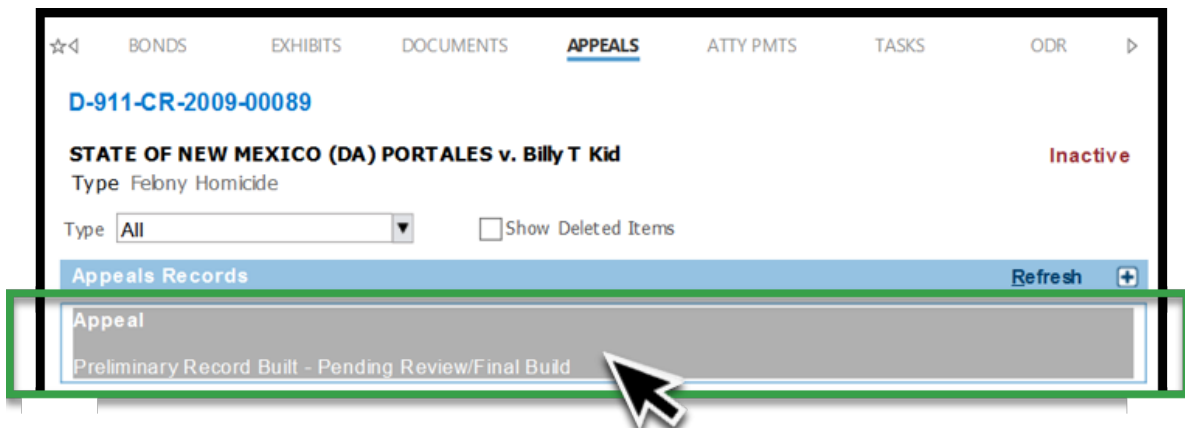 BONDS EXHIBITS DOCUMENTS APPEALS ATTY PMTS TASKS ODR
D-911-CR-2009-00089
STATE OF NEW MEXICO (DA) PORTALES v. Billy T Kid Inactive
Type Felony Homicide
Type All Show Deleted Items
Appeals Records Refresh
Appeal
Preliminary Record Built - Pending Review/Final Build